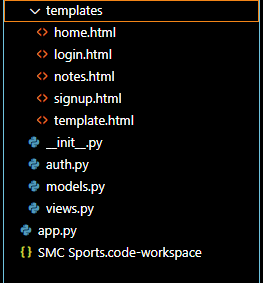 templates
home.html
login.html
notes.html
signup.html
template.html
__init__.py
auth.py
models.py
views.py
app.py
SMC Sports.code-workspace